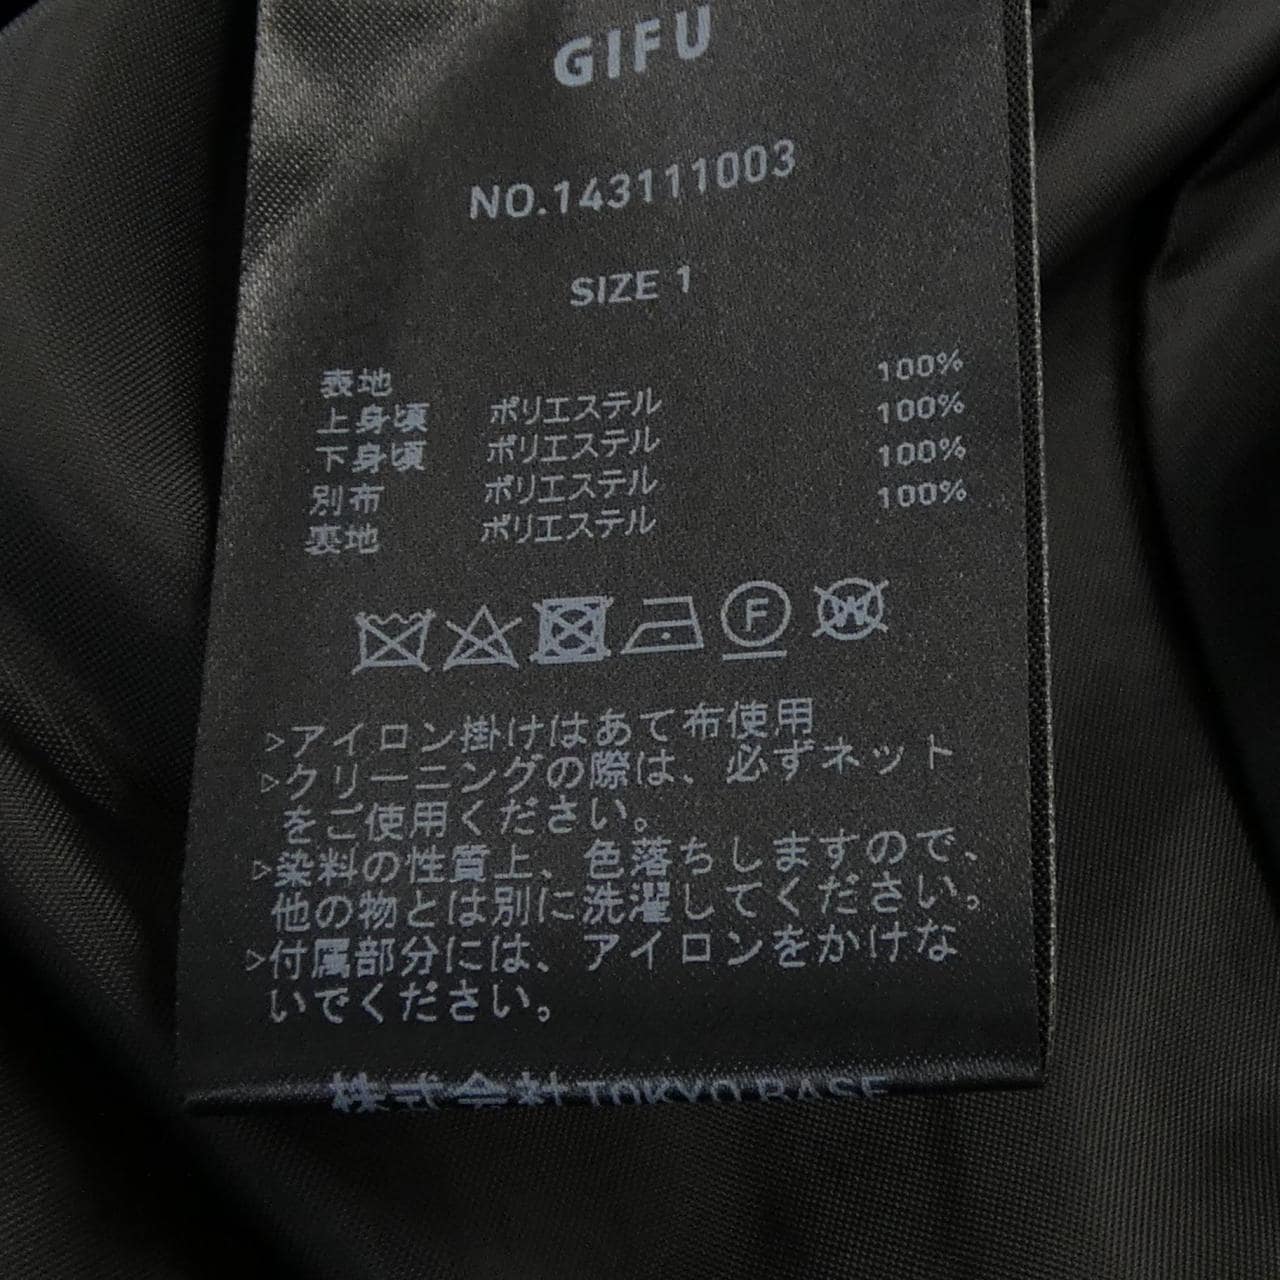 GIFU
NO.143111003
SIZE 1
表地
上身頃 ポリエステル 100%
下身頃 ポリエステル 100%
別布 ポリエステル 100%
裏地 ポリエステル 100%
F
W
▷アイロン掛けはあて布使用
▷クリーニングの際は、必ずネット
をご使用ください。
▷染料の性質上、色落ちしますので、
他の物とは別に洗濯してください。
▷付属部分には、アイロンをかけな
いでください。
株式会社 TOKYO BASE